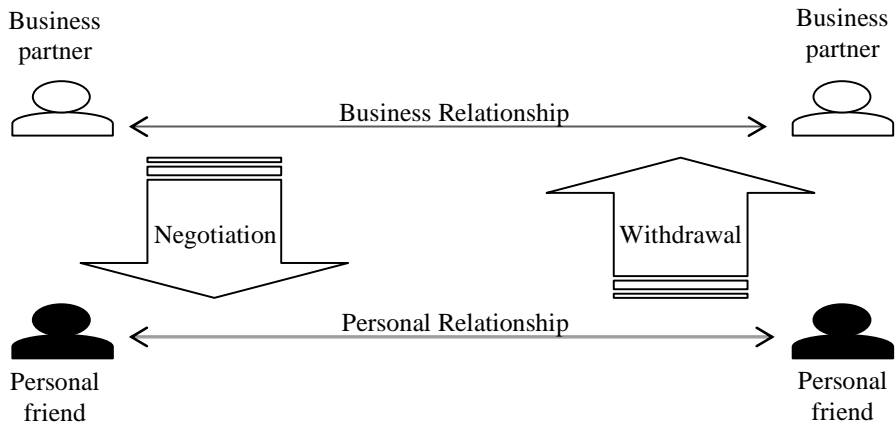 Business
partner
Business
partner
Business Relationship
Negotiation
Withdrawal
Personal Relationship
Personal
friend
Personal
friend